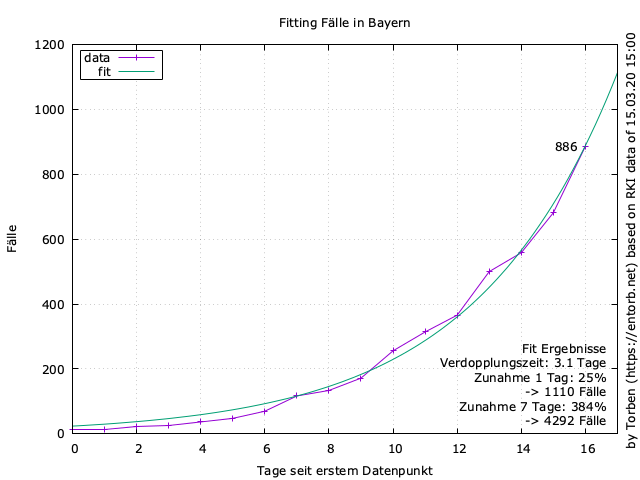 Fitting Fälle in Bayern
1200
1000
800
600
400
200
0
Fälle
data
fit
886
Fit Ergebnisse
Verdopplungszeit: 3.1 Tage
Zunahme 1 Tag: 25%
-> 1110 Fälle
Zunahme 7 Tage: 384%
-> 4292 Fälle
0 2 4 6 8 10 12 14 16
Tage seit erstem Datenpunkt
by Torben (https://entorb.net) based on RKI data of 15.03.20 15:00